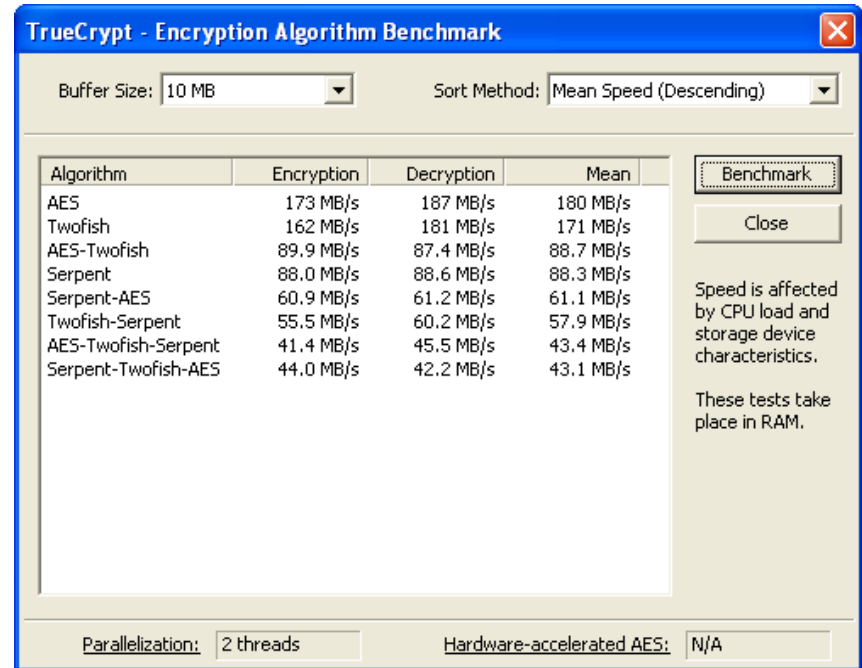 TrueCrypt - Encryption Algorithm Benchmark
Buffer Size: 10 MB Sort Method: Mean Speed (Descending)
Algorithm Encryption Decryption Mean
AES 173 MB/s 187 MB/s 180 MB/s
Twofish 162 MB/s 181 MB/s 171 MB/s
AES-Twofish 89.9 MB/s 87.4 MB/s 88.7 MB/s
Serpent 88.0 MB/s 88.6 MB/s 88.3 MB/s
Serpent-AES 60.9 MB/s 61.2 MB/s 61.1 MB/s
Twofish-Serpent 55.5 MB/s 60.2 MB/s 57.9 MB/s
AES-Twofish-Serpent 41.4 MB/s 45.5 MB/s 43.4 MB/s
Serpent-Twofish-AES 44.0 MB/s 42.2 MB/s 43.1 MB/s
Benchmark
Close
Speed is affected
by CPU load and
storage device
characteristics.
These tests take
place in RAM.
Parallelization: 2 threads Hardware-accelerated AES: N/A